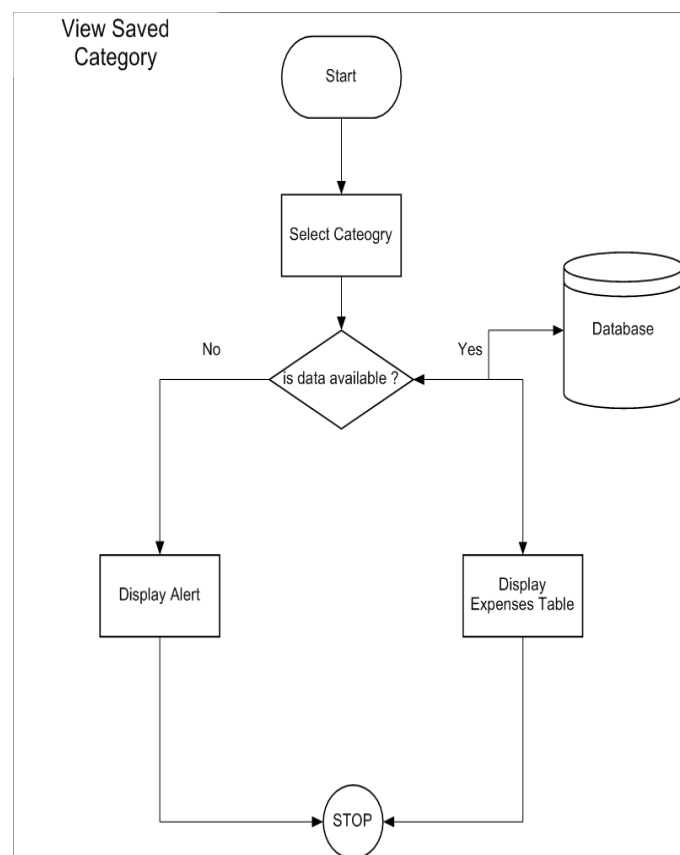 View Saved
Category
Start
Select Cateogry
Database
No
Yes
is data available ?
Display Alert
Display
Expenses Table
STOP